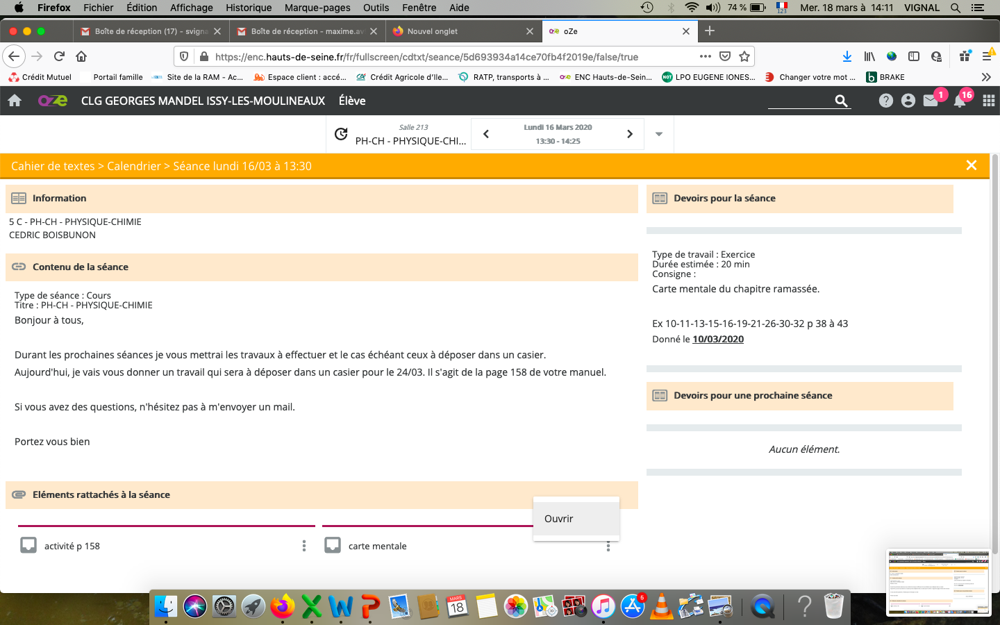 Firefox Fichier Édition Affichage Historique Marque-pages Outils Fenêtre Aide 74 % 123 Mer. 18 mars à 14:11 VIGNAL
Boîte de réception (17) - svigna
Boîte de réception - maxime.av
Nouvel onglet
oZe
https://enc.hauts-de-seine.fr/fr/fullscreen/cdtxt/seance/5d693934a14ce70fb4f2019e/false/true
Crédit Mutuel Portail famille Site de la RAM - Ac... Espace client : accé... Crédit Agricole d'Ile... RATP, transports à ... ENC Hauts-de-Sein... LPO EUGENE IONES... Changer votre mot ... BRAKE
oZe CLG GEORGES MANDEL ISSY-LES-MOULINEAUX Élève 1 16
Salle 213
PH-CH - PHYSIQUE-CHI...
Lundi 16 Mars 2020
13:30 - 14:25
Cahier de textes > Calendrier > Séance lundi 16/03 à 13:30
Information
5 C - PH-CH - PHYSIQUE-CHIMIE
CEDRIC BOISBUNON
Contenu de la séance
Type de séance : Cours
Titre : PH-CH - PHYSIQUE-CHIMIE
Bonjour à tous,
Durant les prochaines séances je vous mettrai les travaux à effectuer et le cas échéant ceux à déposer dans un casier.
Aujourd'hui, je vais vous donner un travail qui sera à déposer dans un casier pour le 24/03. Il s'agit de la page 158 de votre manuel.
Si vous avez des questions, n'hésitez pas à m'envoyer un mail.
Portez vous bien
Eléments rattachés à la séance
Ouvrir
activité p 158
carte mentale
Devoirs pour la séance
Type de travail : Exercice
Durée estimée : 20 min
Consigne :
Carte mentale du chapitre ramassée.
Ex 10-11-13-15-16-19-21-26-30-32 p 38 à 43
Donné le 10/03/2020
Devoirs pour une prochaine séance
Aucun élément.
MARS
18
6